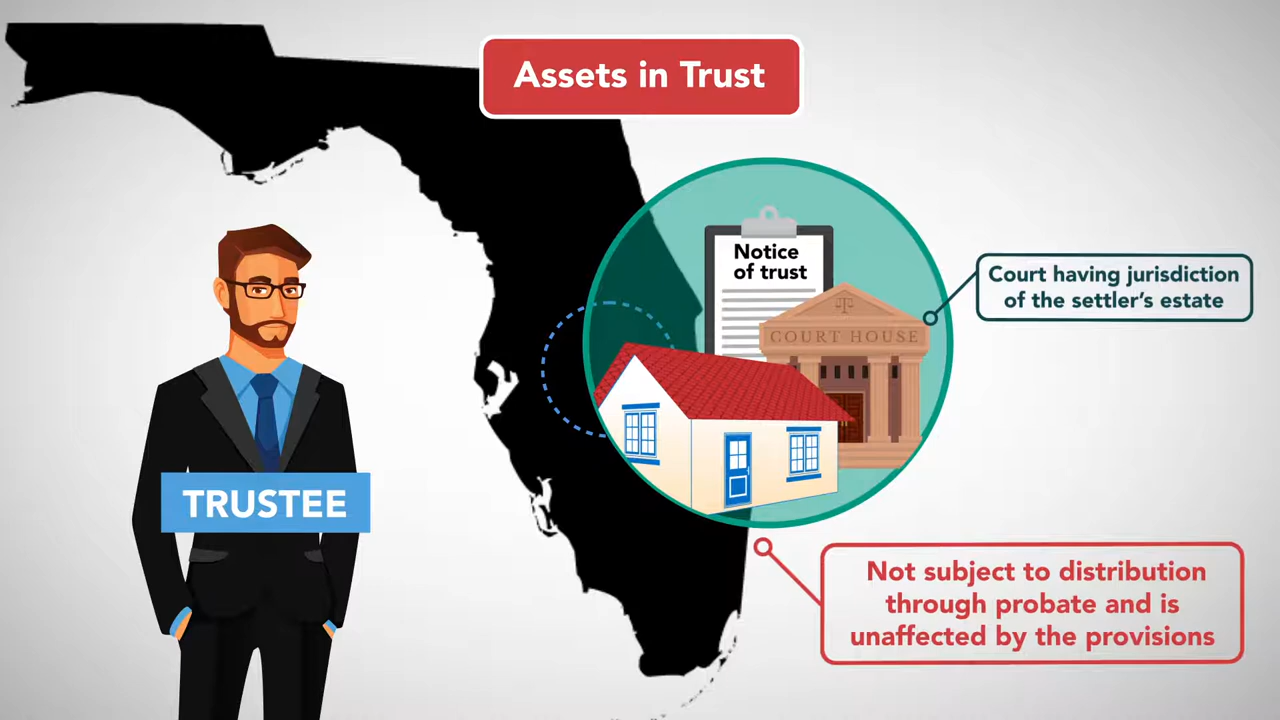 Assets in Trust
Notice
of trust
COURT HOUSE
Court having jurisdiction
of the settler's estate
TRUSTEE
Not subject to distribution
through probate and is
unaffected by the provisions